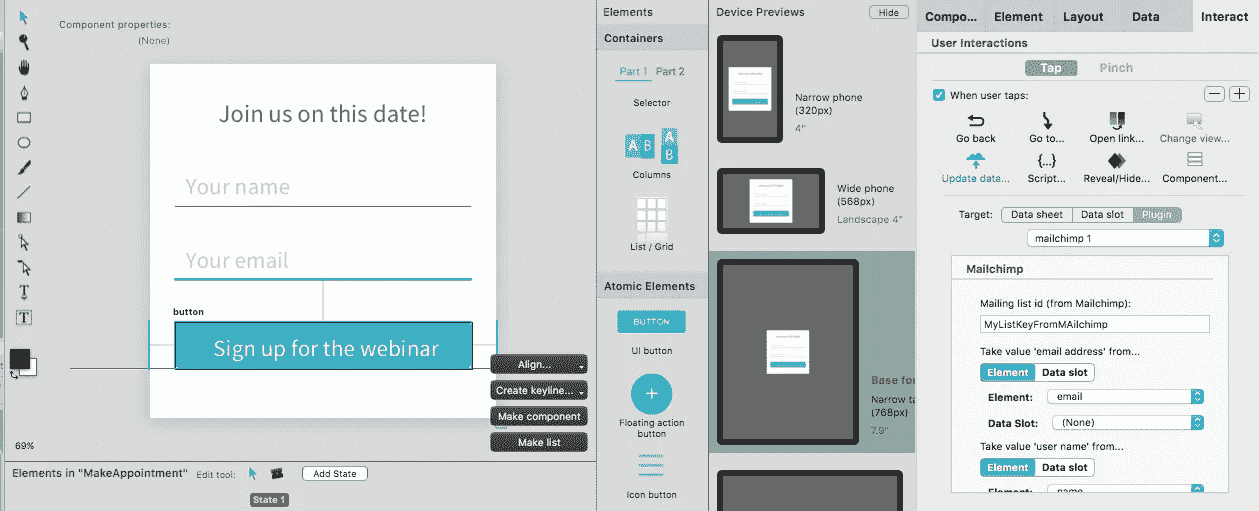 Component properties:
(None)
Join us on this date!
Your name
Your email
button
Sign up for the webinar
Align...
Create keyline...
Make component
Make list
69%
Elements in "MakeAppointment"
Edit tool:
Add State
State 1
Elements
Containers
Part 1 Part 2
Selector
A B
A
B
Columns
List / Grid
Atomic Elements
BUTTON
UI button
Floating action
button
Icon button
Device Previews
Hide
Narrow phone
(320px)
4"
Wide phone
(568px)
Landscape 4"
Base for
Narrow ta
(768px)
7.9"
Compo... Element Layout Data Interact
User Interactions
Tap Pinch
When user taps:
Go back Go to... Open link... Change view...
{...}
Update data... Script... Reveal/Hide... Component...
Target: Data sheet Data slot Plugin
mailchimp 1
Mailchimp
Mailing list id (from Mailchimp):
MyListKeyFromMAilchimp
Take value 'email address' from...
Element Data slot
Element: email
Data Slot: (None)
Take value 'user name' from...
Element Data slot
Element: name